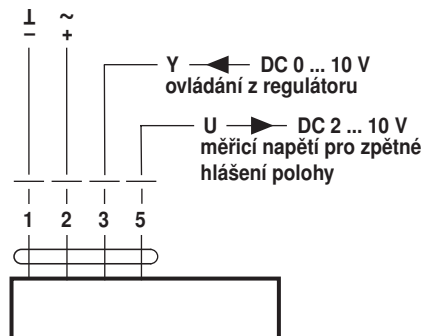 ⊥ ~
– +
Y DC 0 ... 10 V
ovládání z regulátoru
U DC 2 ... 10 V
měřicí napětí pro zpětné
hlášení polohy
1 2 3 5